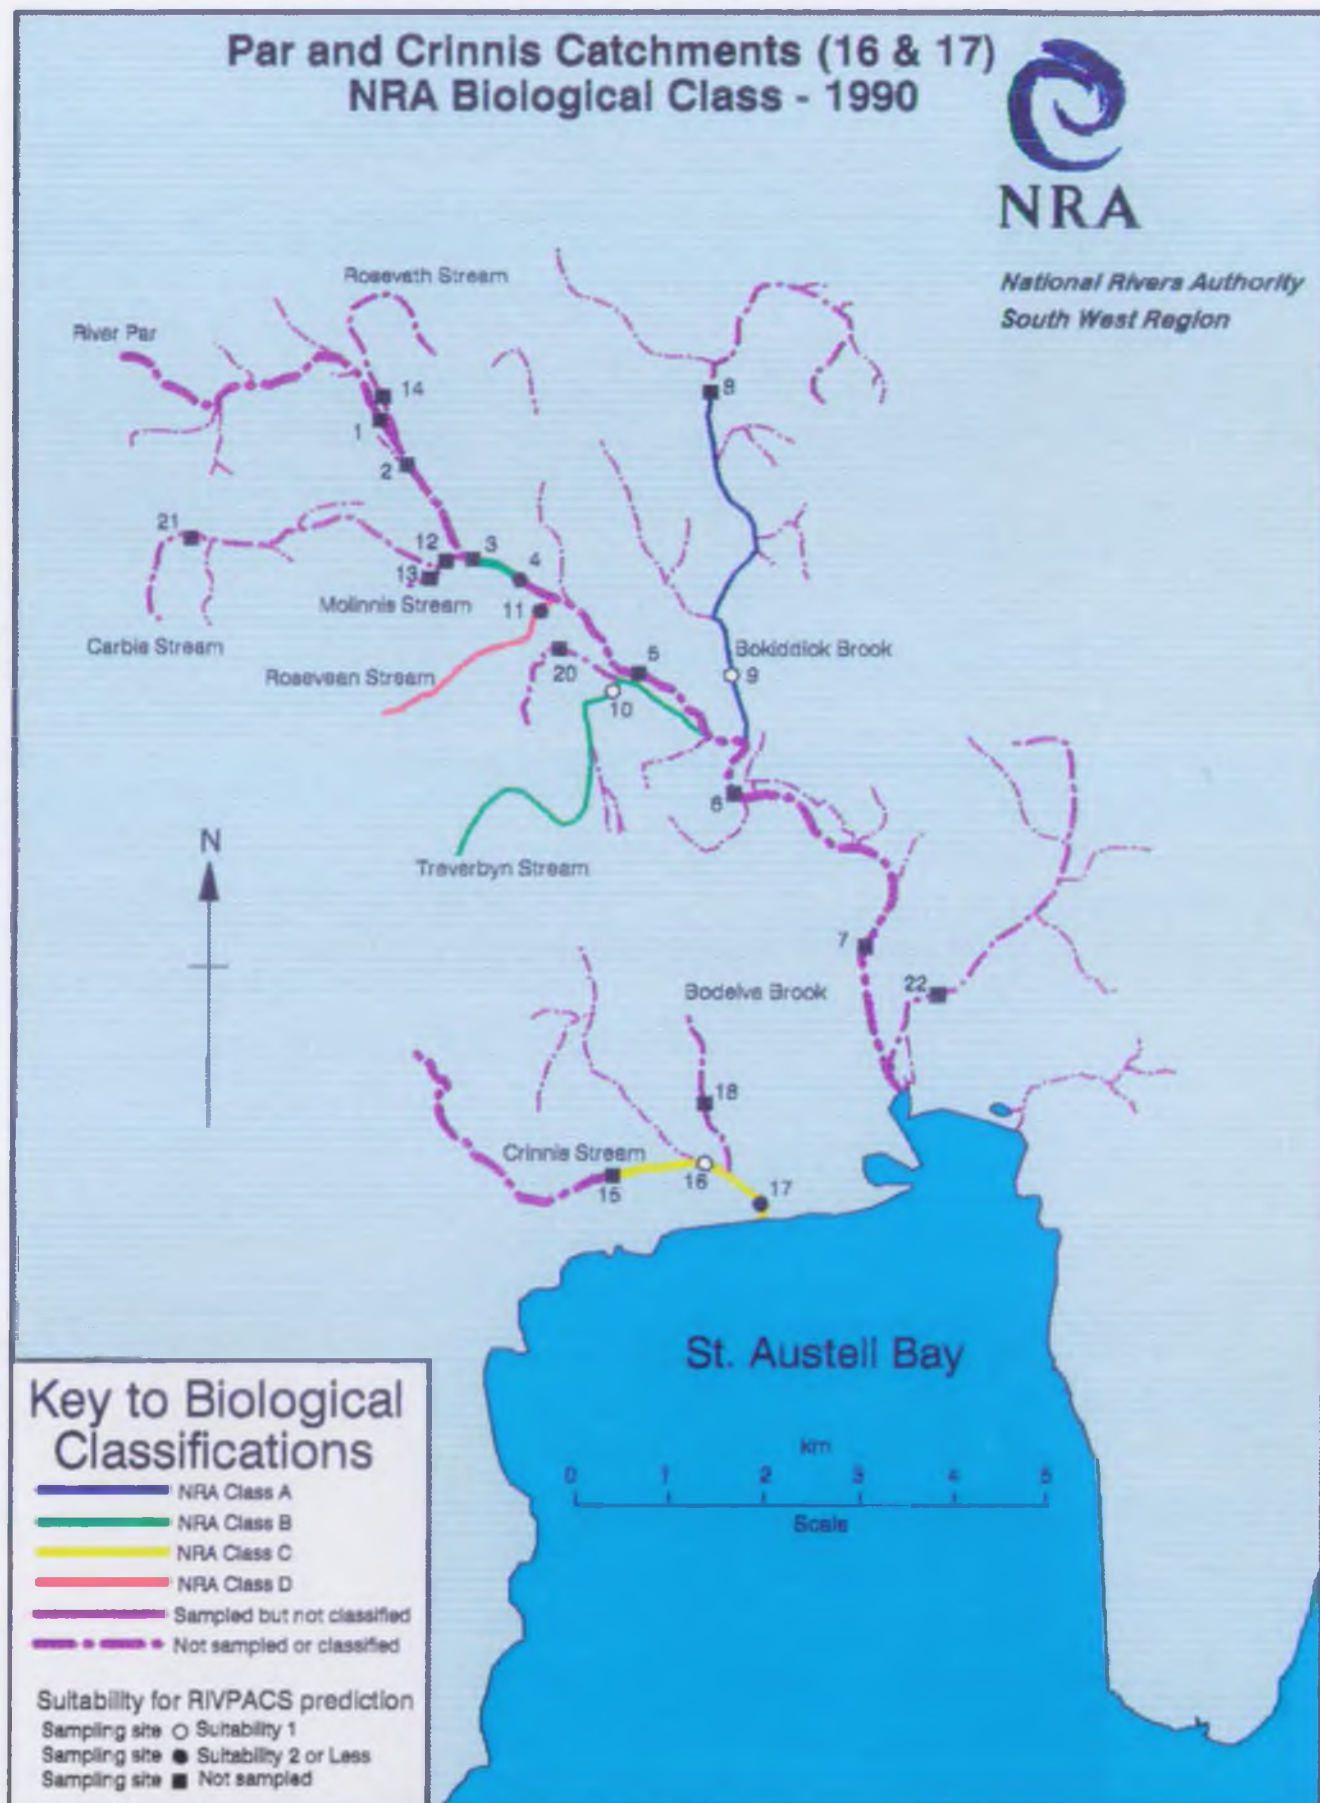 Par and Crinnis Catchments (16 & 17)
NRA Biological Class - 1990
NRA
National Rivers Authority
South West Region
Rosevath Stream
River Par
14
8
1
2
21
12
3
4
13
11
Molinnis Stream
Carbis Stream
Bokiddick Brook
Rosevean Stream
20
5
9
10
6
N
Treverbyn Stream
7
22
Bodelva Brook
18
Crinnis Stream
15
16
17
St. Austell Bay
km
0 1 2 3 4 5
Scale
Key to Biological
Classifications
NRA Class A
NRA Class B
NRA Class C
NRA Class D
Sampled but not classified
Not sampled or classified
Suitability for RIVPACS prediction
Sampling site Suitability 1
Sampling site Suitability 2 or Less
Sampling site Not sampled